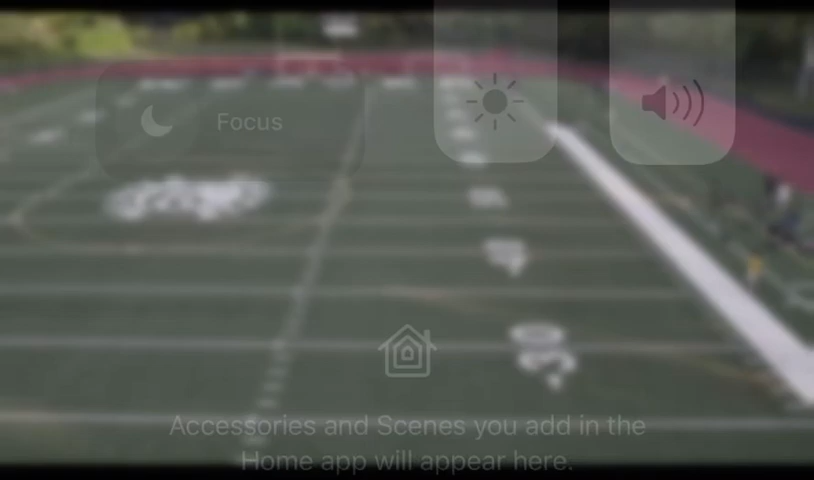 Focus
Accessories and Scenes you add in the
Home app will appear here.